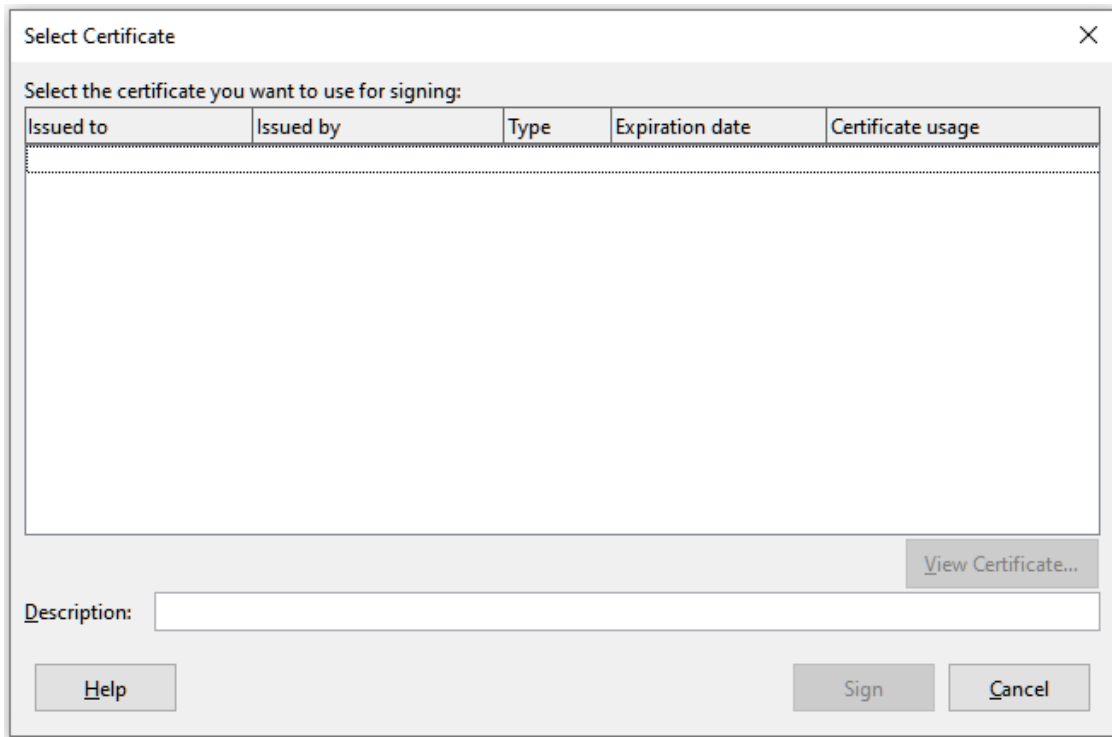 Select Certificate
Select the certificate you want to use for signing:
Issued to Issued by Type Expiration date Certificate usage
View Certificate...
Description:
Help Sign Cancel